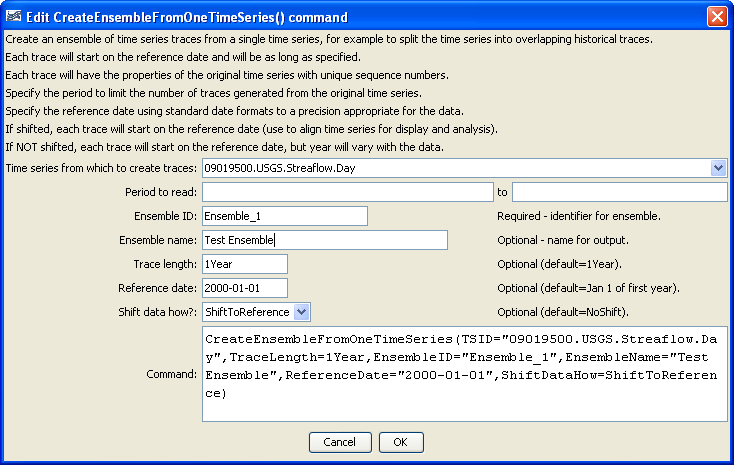 Edit CreateEnsembleFromOneTimeSeries() command
Create an ensemble of time series traces from a single time series, for example to split the time series into overlapping historical traces.
Each trace will start on the reference date and will be as long as specified.
Each trace will have the properties of the original time series with unique sequence numbers.
Specify the period to limit the number of traces generated from the original time series.
Specify the reference date using standard date formats to a precision appropriate for the data.
If shifted, each trace will start on the reference date (use to align time series for display and analysis).
If NOT shifted, each trace will start on the reference date, but year will vary with the data.
Time series from which to create traces: 09019500.USGS.Streaflow.Day
Period to read: to
Ensemble ID: Ensemble_1 Required - identifier for ensemble.
Ensemble name: Test Ensemble Optional - name for output.
Trace length: 1Year Optional (default=1Year).
Reference date: 2000-01-01 Optional (default=Jan 1 of first year).
Shift data how?: ShiftToReference Optional (default=NoShift).
Command:
CreateEnsembleFromOneTimeSeries(TSID="09019500.USGS.Streaflow.Da
y",TraceLength=1Year,EnsembleID="Ensemble_1",EnsembleName="Test
Ensemble",ReferenceDate="2000-01-01",ShiftDataHow=ShiftToReferen
ce)
Cancel OK